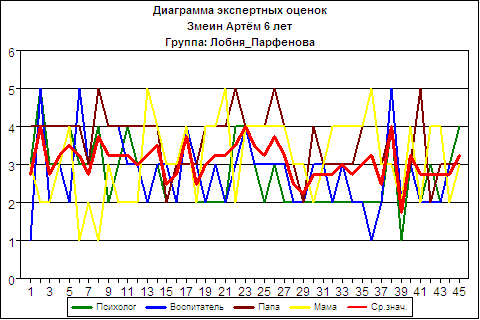 Диаграмма экспертных оценок
Змеин Артём 6 лет
Группа: Лобня_Парфенова
6
5
4
3
2
1
0
1 3 5 7 9 11 13 15 17 19 21 23 25 27 29 31 33 35 37 39 41 43 45
Психолог Воспитатель Папа Мама Ср.знач.